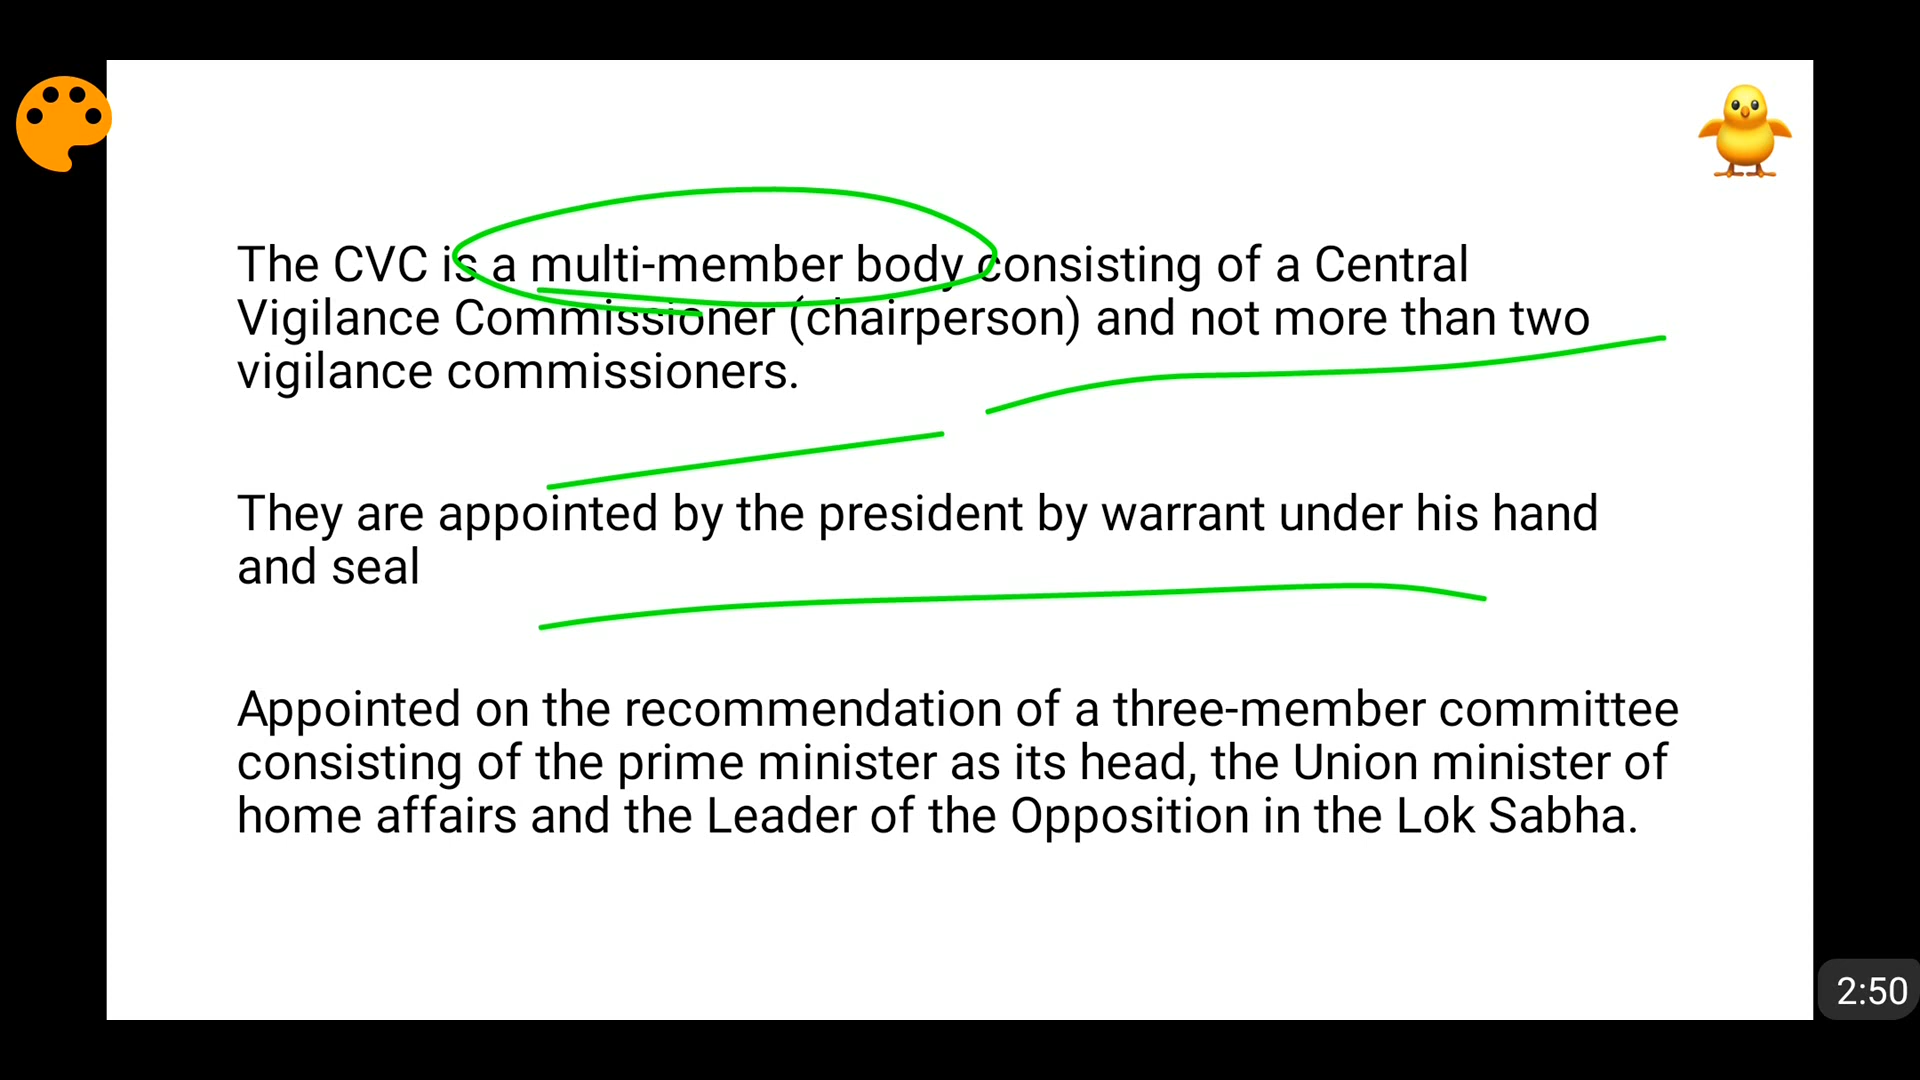 The CVC is a multi-member body consisting of a Central
Vigilance Commissioner (chairperson) and not more than two
vigilance commissioners.
They are appointed by the president by warrant under his hand
and seal
Appointed on the recommendation of a three-member committee
consisting of the prime minister as its head, the Union minister of
home affairs and the Leader of the Opposition in the Lok Sabha.
2:50